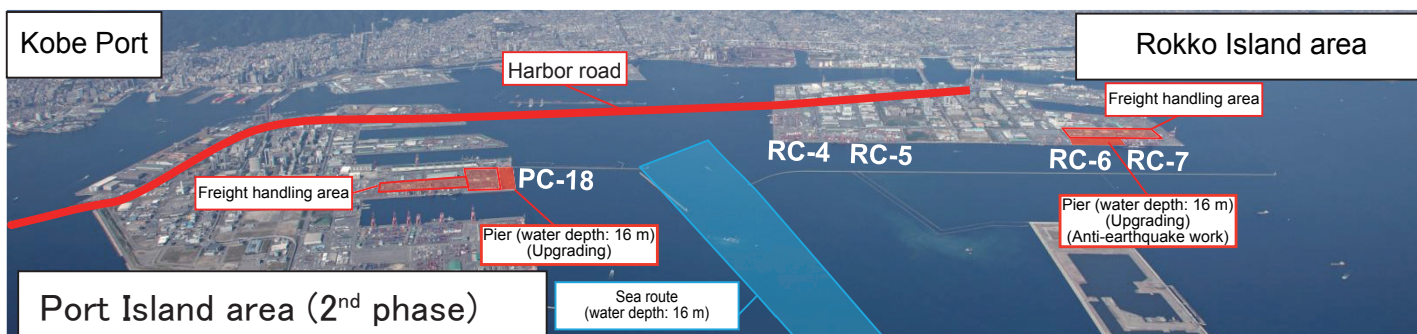 Kobe Port
Rokko Island area
Harbor road
Freight handling area
RC-4
RC-5
RC-6
RC-7
Freight handling area
PC-18
Pier (water depth: 16 m)
(Upgrading)
(Anti-earthquake work)
Pier (water depth: 16 m)
(Upgrading)
Sea route
(water depth: 16 m)
Port Island area (2nd phase)